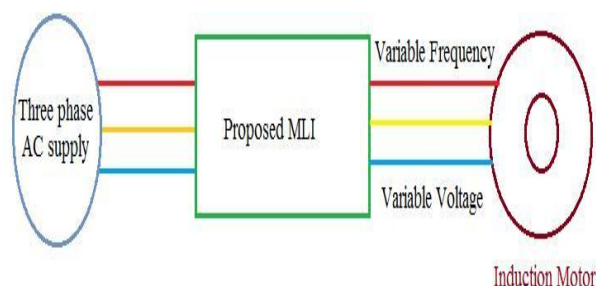 Three phase
AC supply
Proposed MLI
Variable Frequency
Variable Voltage
Induction Motor